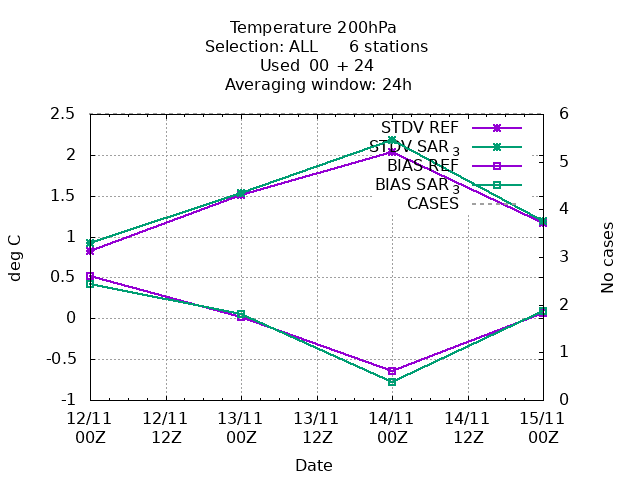 Temperature 200hPa
Selection: ALL 6 stations
Used 00 + 24
Averaging window: 24h
STDV REF
STDV SAR 3
BIAS REF
BIAS SAR 3
CASES
2.5
2
1.5
1
0.5
0
-0.5
-1
deg C
6
5
4
3
2
1
0
No cases
12/11 12/11 13/11 13/11 14/11 14/11 15/11
00Z 12Z 00Z 12Z 00Z 12Z 00Z
Date